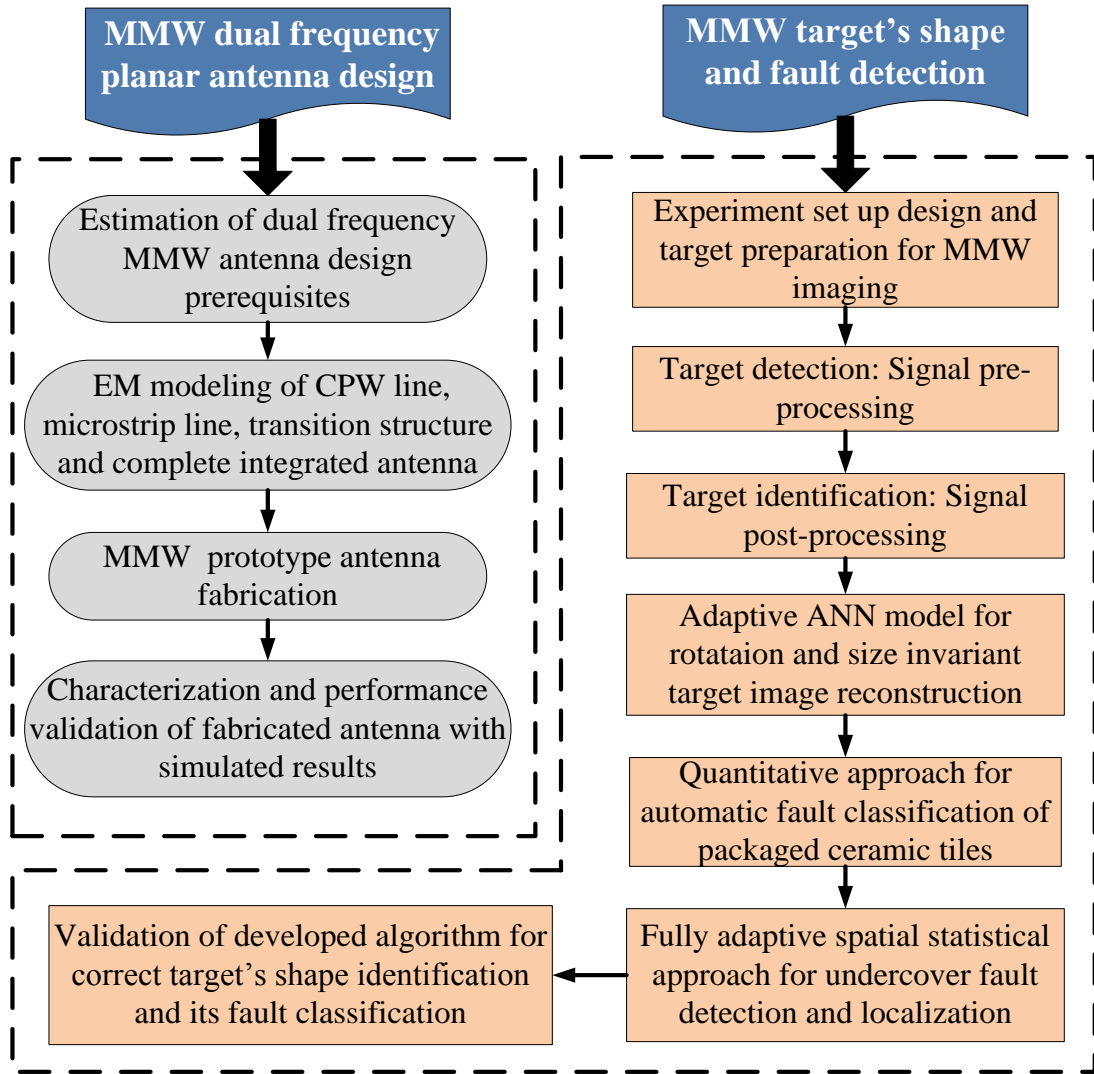 MMW dual frequency
planar antenna design
Estimation of dual frequency
MMW antenna design
prerequisites
EM modeling of CPW line,
microstrip line, transition structure
and complete integrated antenna
MMW prototype antenna
fabrication
Characterization and performance
validation of fabricated antenna with
simulated results
MMW target's shape
and fault detection
Experiment set up design and
target preparation for MMW
imaging
Target detection: Signal pre-
processing
Target identification: Signal
post-processing
Adaptive ANN model for
rotataion and size invariant
target image reconstruction
Quantitative approach for
automatic fault classification of
packaged ceramic tiles
Fully adaptive spatial statistical
approach for undercover fault
detection and localization
Validation of developed algorithm for
correct target's shape identification
and its fault classification